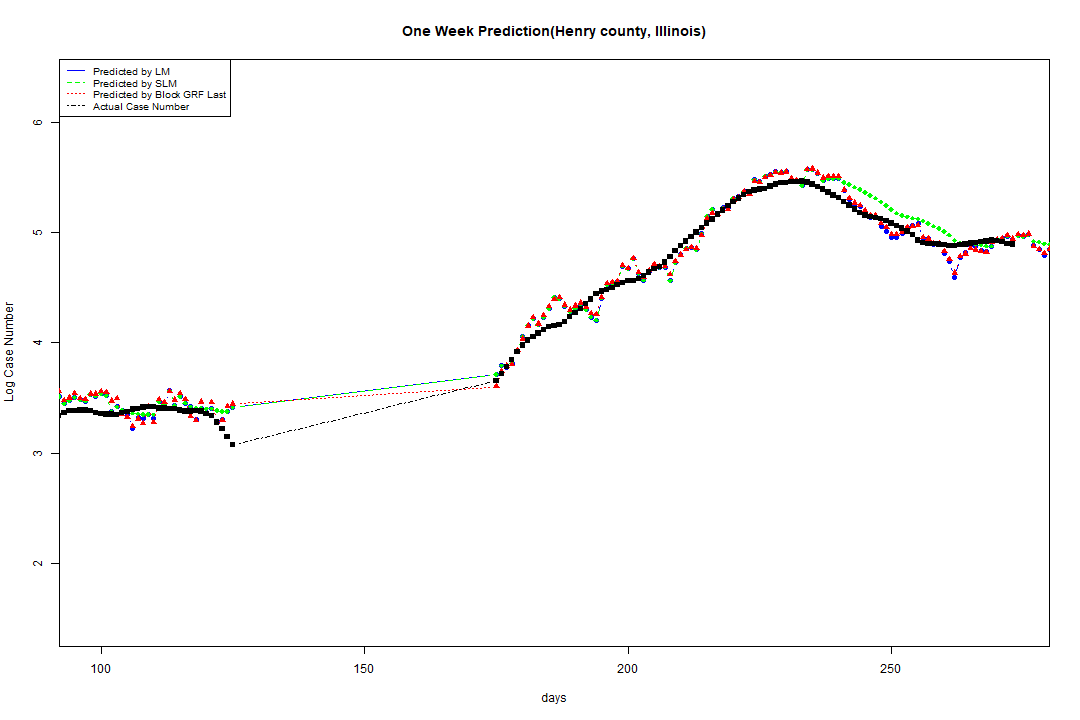 One Week Prediction(Henry county, Illinois)
Predicted by LM
Predicted by SLM
Predicted by Block GRF Last
Actual Case Number
Log Case Number
6
5
4
3
2
100 150 200 250
days